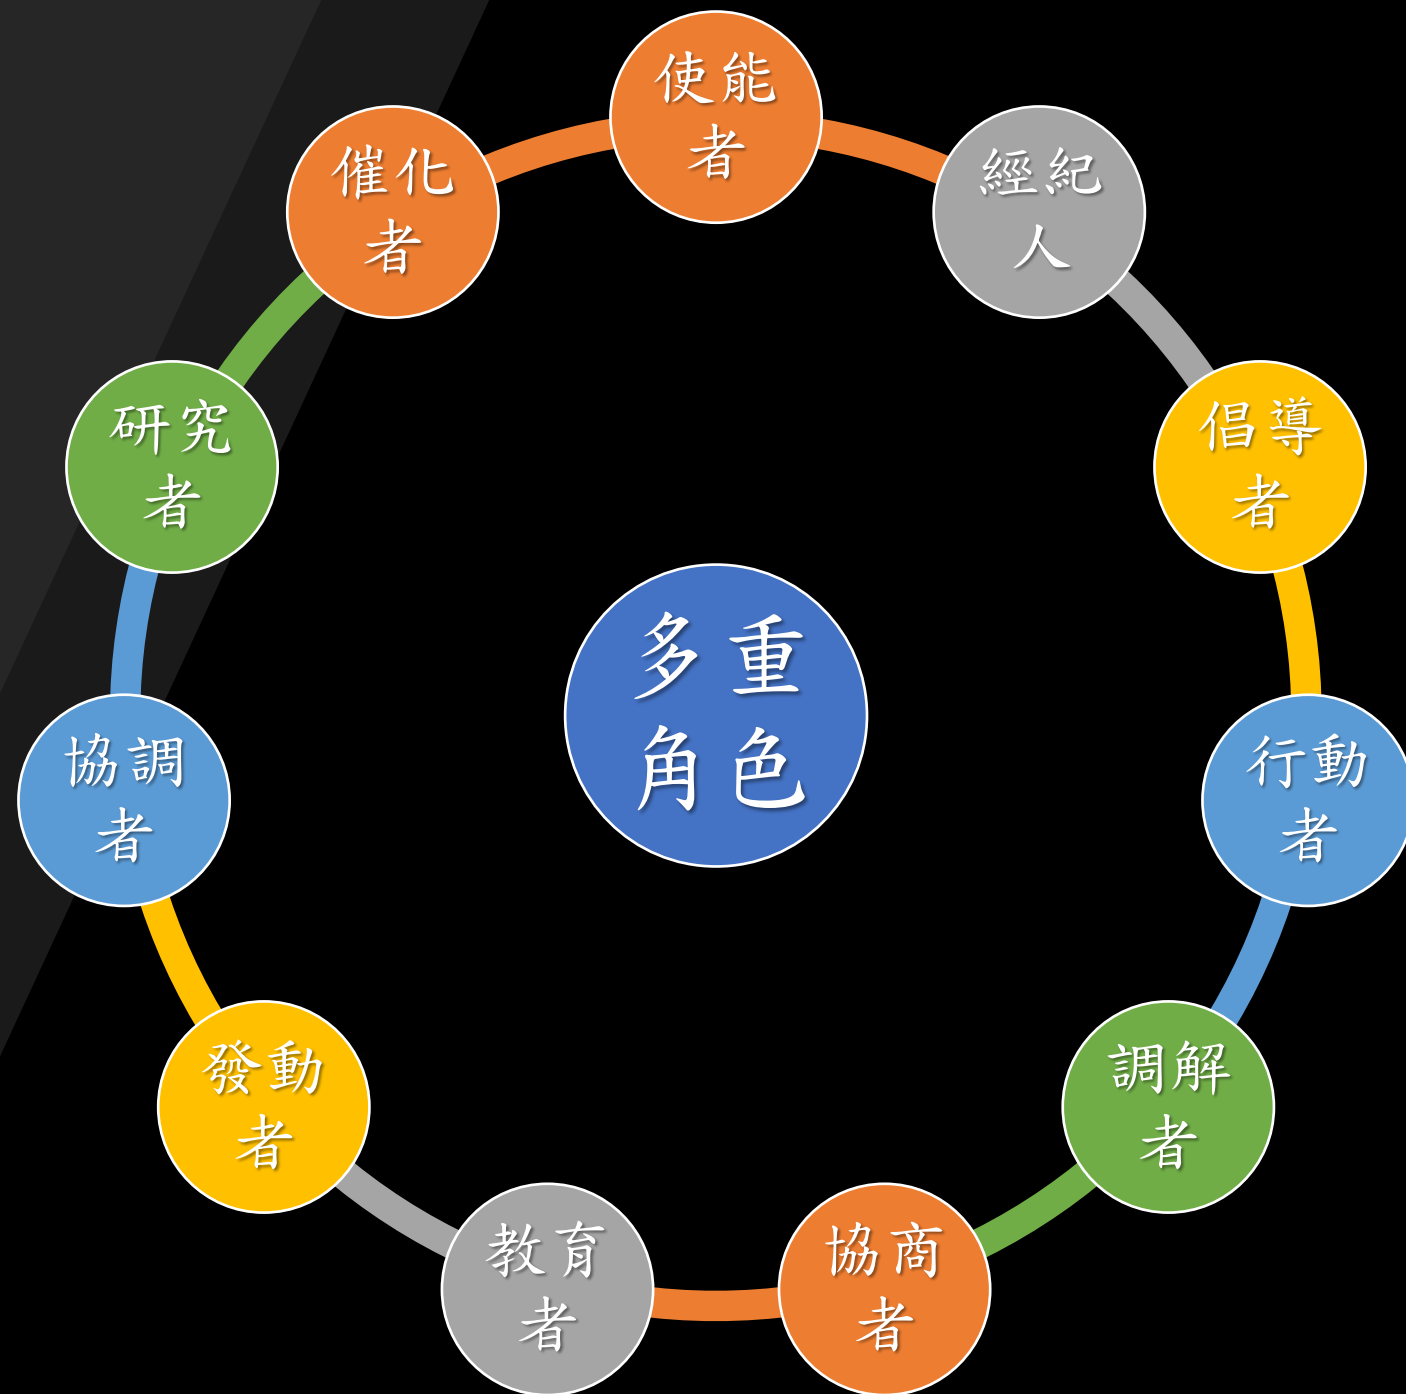 使能
者
經紀
人
倡導
者
行動
者
調解
者
協商
者
教育
者
發動
者
協調
者
研究
者
催化
者
多重
角色